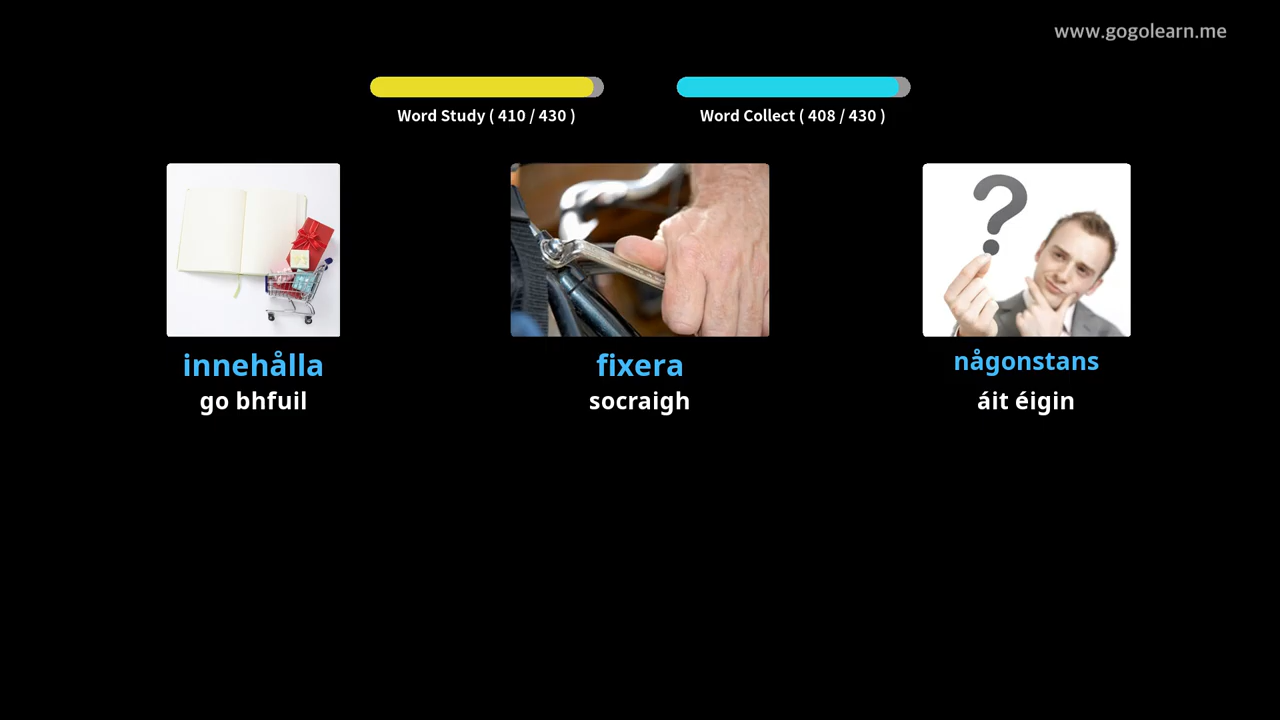 www.gogolearn.me
Word Study ( 410 / 430 )
Word Collect ( 408 / 430 )
innehålla
go bhfuil
fixera
socraigh
någonstans
áit éigin